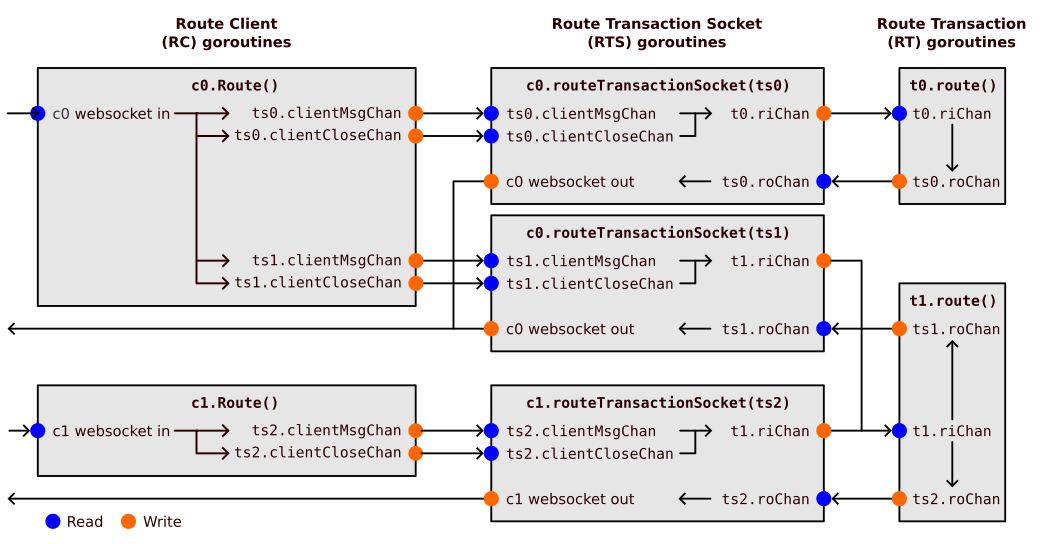 Route Client
(RC) goroutines
Route Transaction Socket
(RTS) goroutines
Route Transaction
(RT) goroutines
c0.Route()
c0 websocket in
ts0.clientMsgChan
ts0.clientCloseChan
ts1.clientMsgChan
ts1.clientCloseChan
c0.routeTransactionSocket(ts0)
ts0.clientMsgChan
t0.riChan
ts0.clientCloseChan
c0 websocket out
ts0.roChan
t0.route()
t0.riChan
ts0.roChan
c0.routeTransactionSocket(ts1)
ts1.clientMsgChan
t1.riChan
ts1.clientCloseChan
c0 websocket out
ts1.roChan
t1.route()
ts1.roChan
t1.riChan
ts2.roChan
c1.Route()
c1 websocket in
ts2.clientMsgChan
ts2.clientCloseChan
c1.routeTransactionSocket(ts2)
ts2.clientMsgChan
t1.riChan
ts2.clientCloseChan
c1 websocket out
ts2.roChan
Read
Write